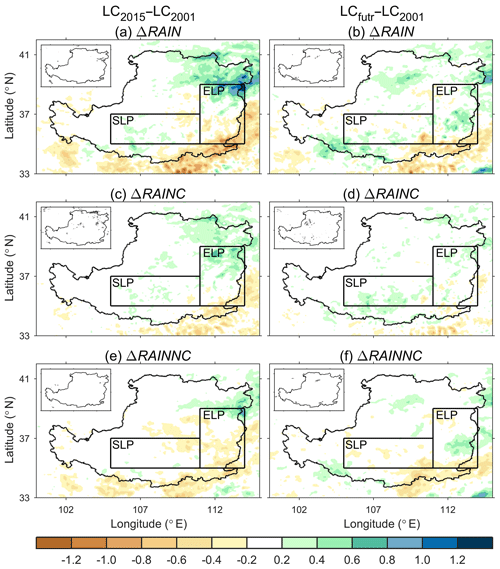 LC2015–LC2001 LCfutr–LC2001
(a) ΔRAIN (b) ΔRAIN
41
37
33
Latitude (° N)
SLP ELP
SLP ELP
(c) ΔRAINC (d) ΔRAINC
41
37
33
Latitude (° N)
SLP ELP
SLP ELP
(e) ΔRAINNC (f) ΔRAINNC
41
37
33
Latitude (° N)
SLP ELP
SLP ELP
102 107 112 102 107 112
Longitude (° E) Longitude (° E)
-1.2 -1.0 -0.8 -0.6 -0.4 -0.2 0.2 0.4 0.6 0.8 1.0 1.2